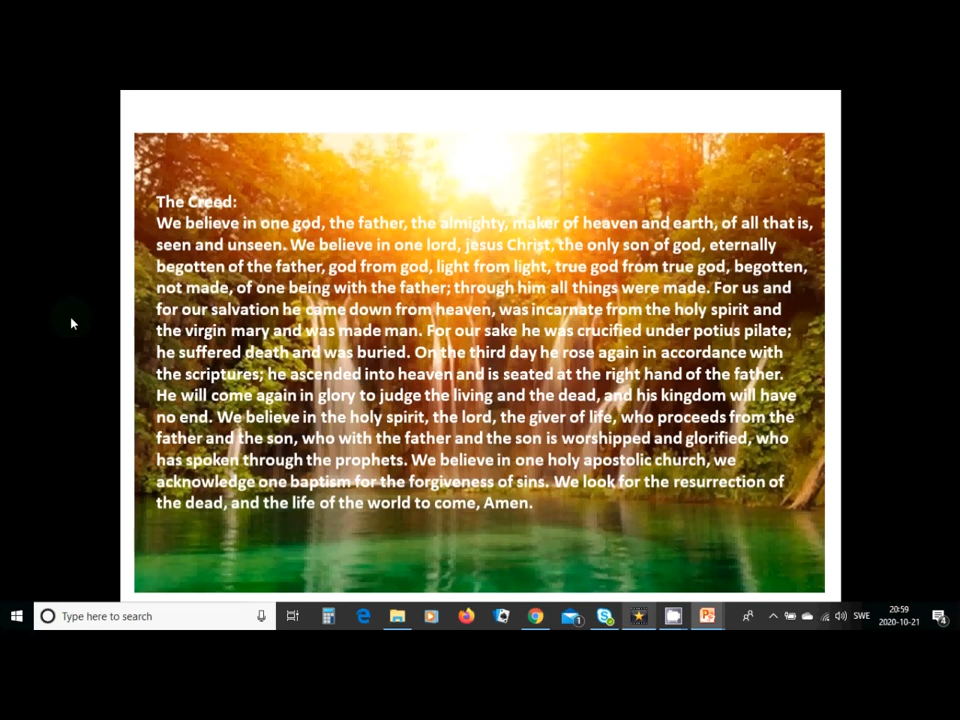 The Creed:
We believe in one god, the father, the almighty, maker of heaven and earth, of all that is,
seen and unseen. We believe in one lord, jesus Christ, the only son of god, eternally
begotten of the father, god from god, light from light, true god from true god, begotten,
not made, of one being with the father; through him all things were made. For us and
for our salvation he came down from heaven, was incarnate from the holy spirit and
the virgin mary and was made man. For our sake he was crucified under potius pilate;
he suffered death and was buried. On the third day he rose again in accordance with
the scriptures; he ascended into heaven and is seated at the right hand of the father.
He will come again in glory to judge the living and the dead, and his kingdom will have
no end. We believe in the holy spirit, the lord, the giver of life, who proceeds from the
father and the son, who with the father and the son is worshipped and glorified, who
has spoken through the prophets. We believe in one holy apostolic church, we
acknowledge one baptism for the forgiveness of sins. We look for the resurrection of
the dead, and the life of the world to come, Amen.
Type here to search
1
SWE
20:59
2020-10-21
4